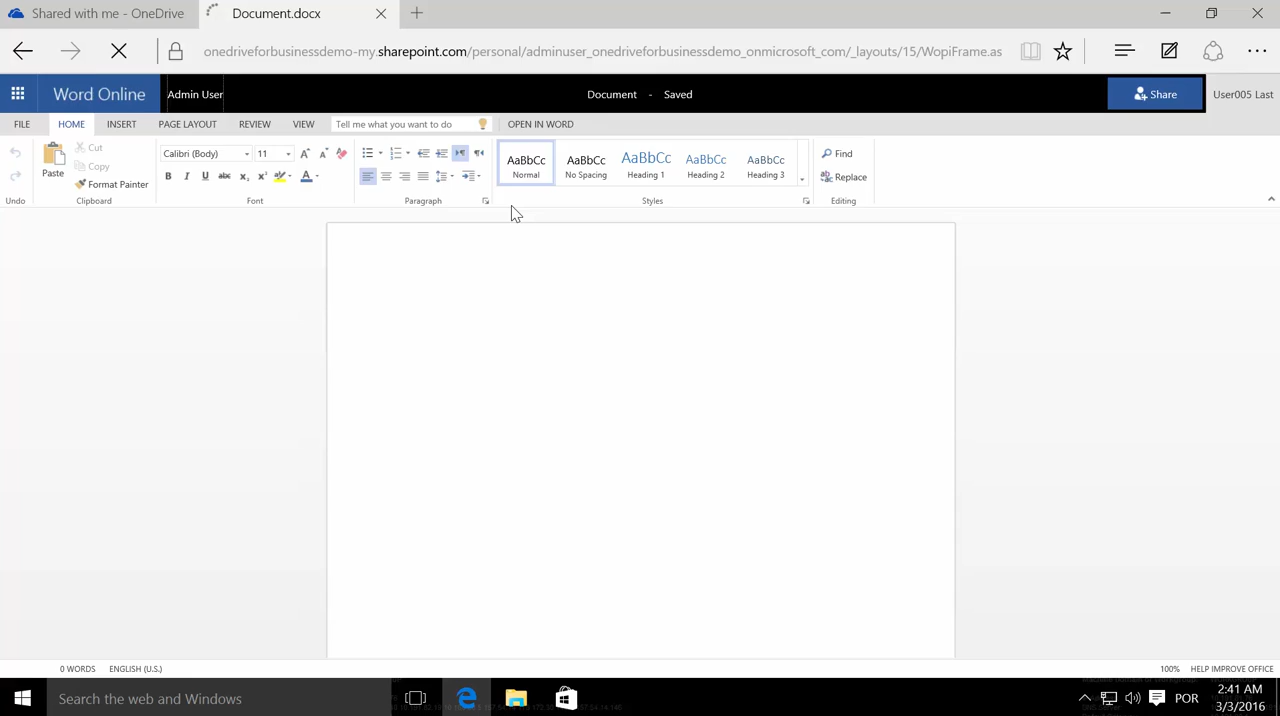 Shared with me - OneDrive
Document.docx
onedriveforbusinessdemo-my.sharepoint.com/personal/adminuser_onedriveforbusinessdemo_onmicrosoft_com/_layouts/15/WopiFrame.as
Word Online
Admin User
Document - Saved
Share
User005 Last
FILE HOME INSERT PAGE LAYOUT REVIEW VIEW Tell me what you want to do OPEN IN WORD
Paste
Cut
Copy
Format Painter
Calibri (Body) 11
B I U abc x₂ x²
A
AaBbCc AaBbCc AaBbCc AaBbCc AaBbCc
Normal No Spacing Heading 1 Heading 2 Heading 3
Find
Replace
Undo Clipboard Font Paragraph Styles Editing
0 WORDS ENGLISH (U.S.) 100% HELP IMPROVE OFFICE
Search the web and Windows
POR
2:41 AM
3/3/2016